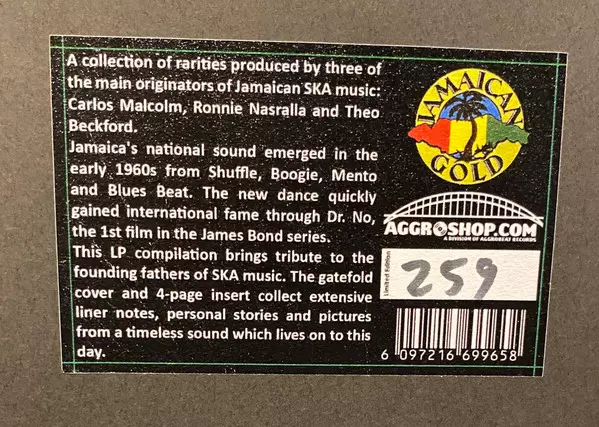 A collection of rarities produced by three of
the main originators of Jamaican SKA music:
Carlos Malcolm, Ronnie Nasralla and Theo
Beckford.
Jamaica's national sound emerged in the
early 1960s from Shuffle, Boogie, Mento
and Blues Beat. The new dance quickly
gained international fame through Dr. No,
the 1st film in the James Bond series.
This LP compilation brings tribute to the
founding fathers of SKA music. The gatefold
cover and 4-page insert collect extensive
liner notes, personal stories and pictures
from a timeless sound which lives on to this
day.
JAMAICAN
GOLD
AGGROSHOP.COM
A DIVISION OF AGGROBEAT RECORDS
Limited Edition
259
6 097216 699658